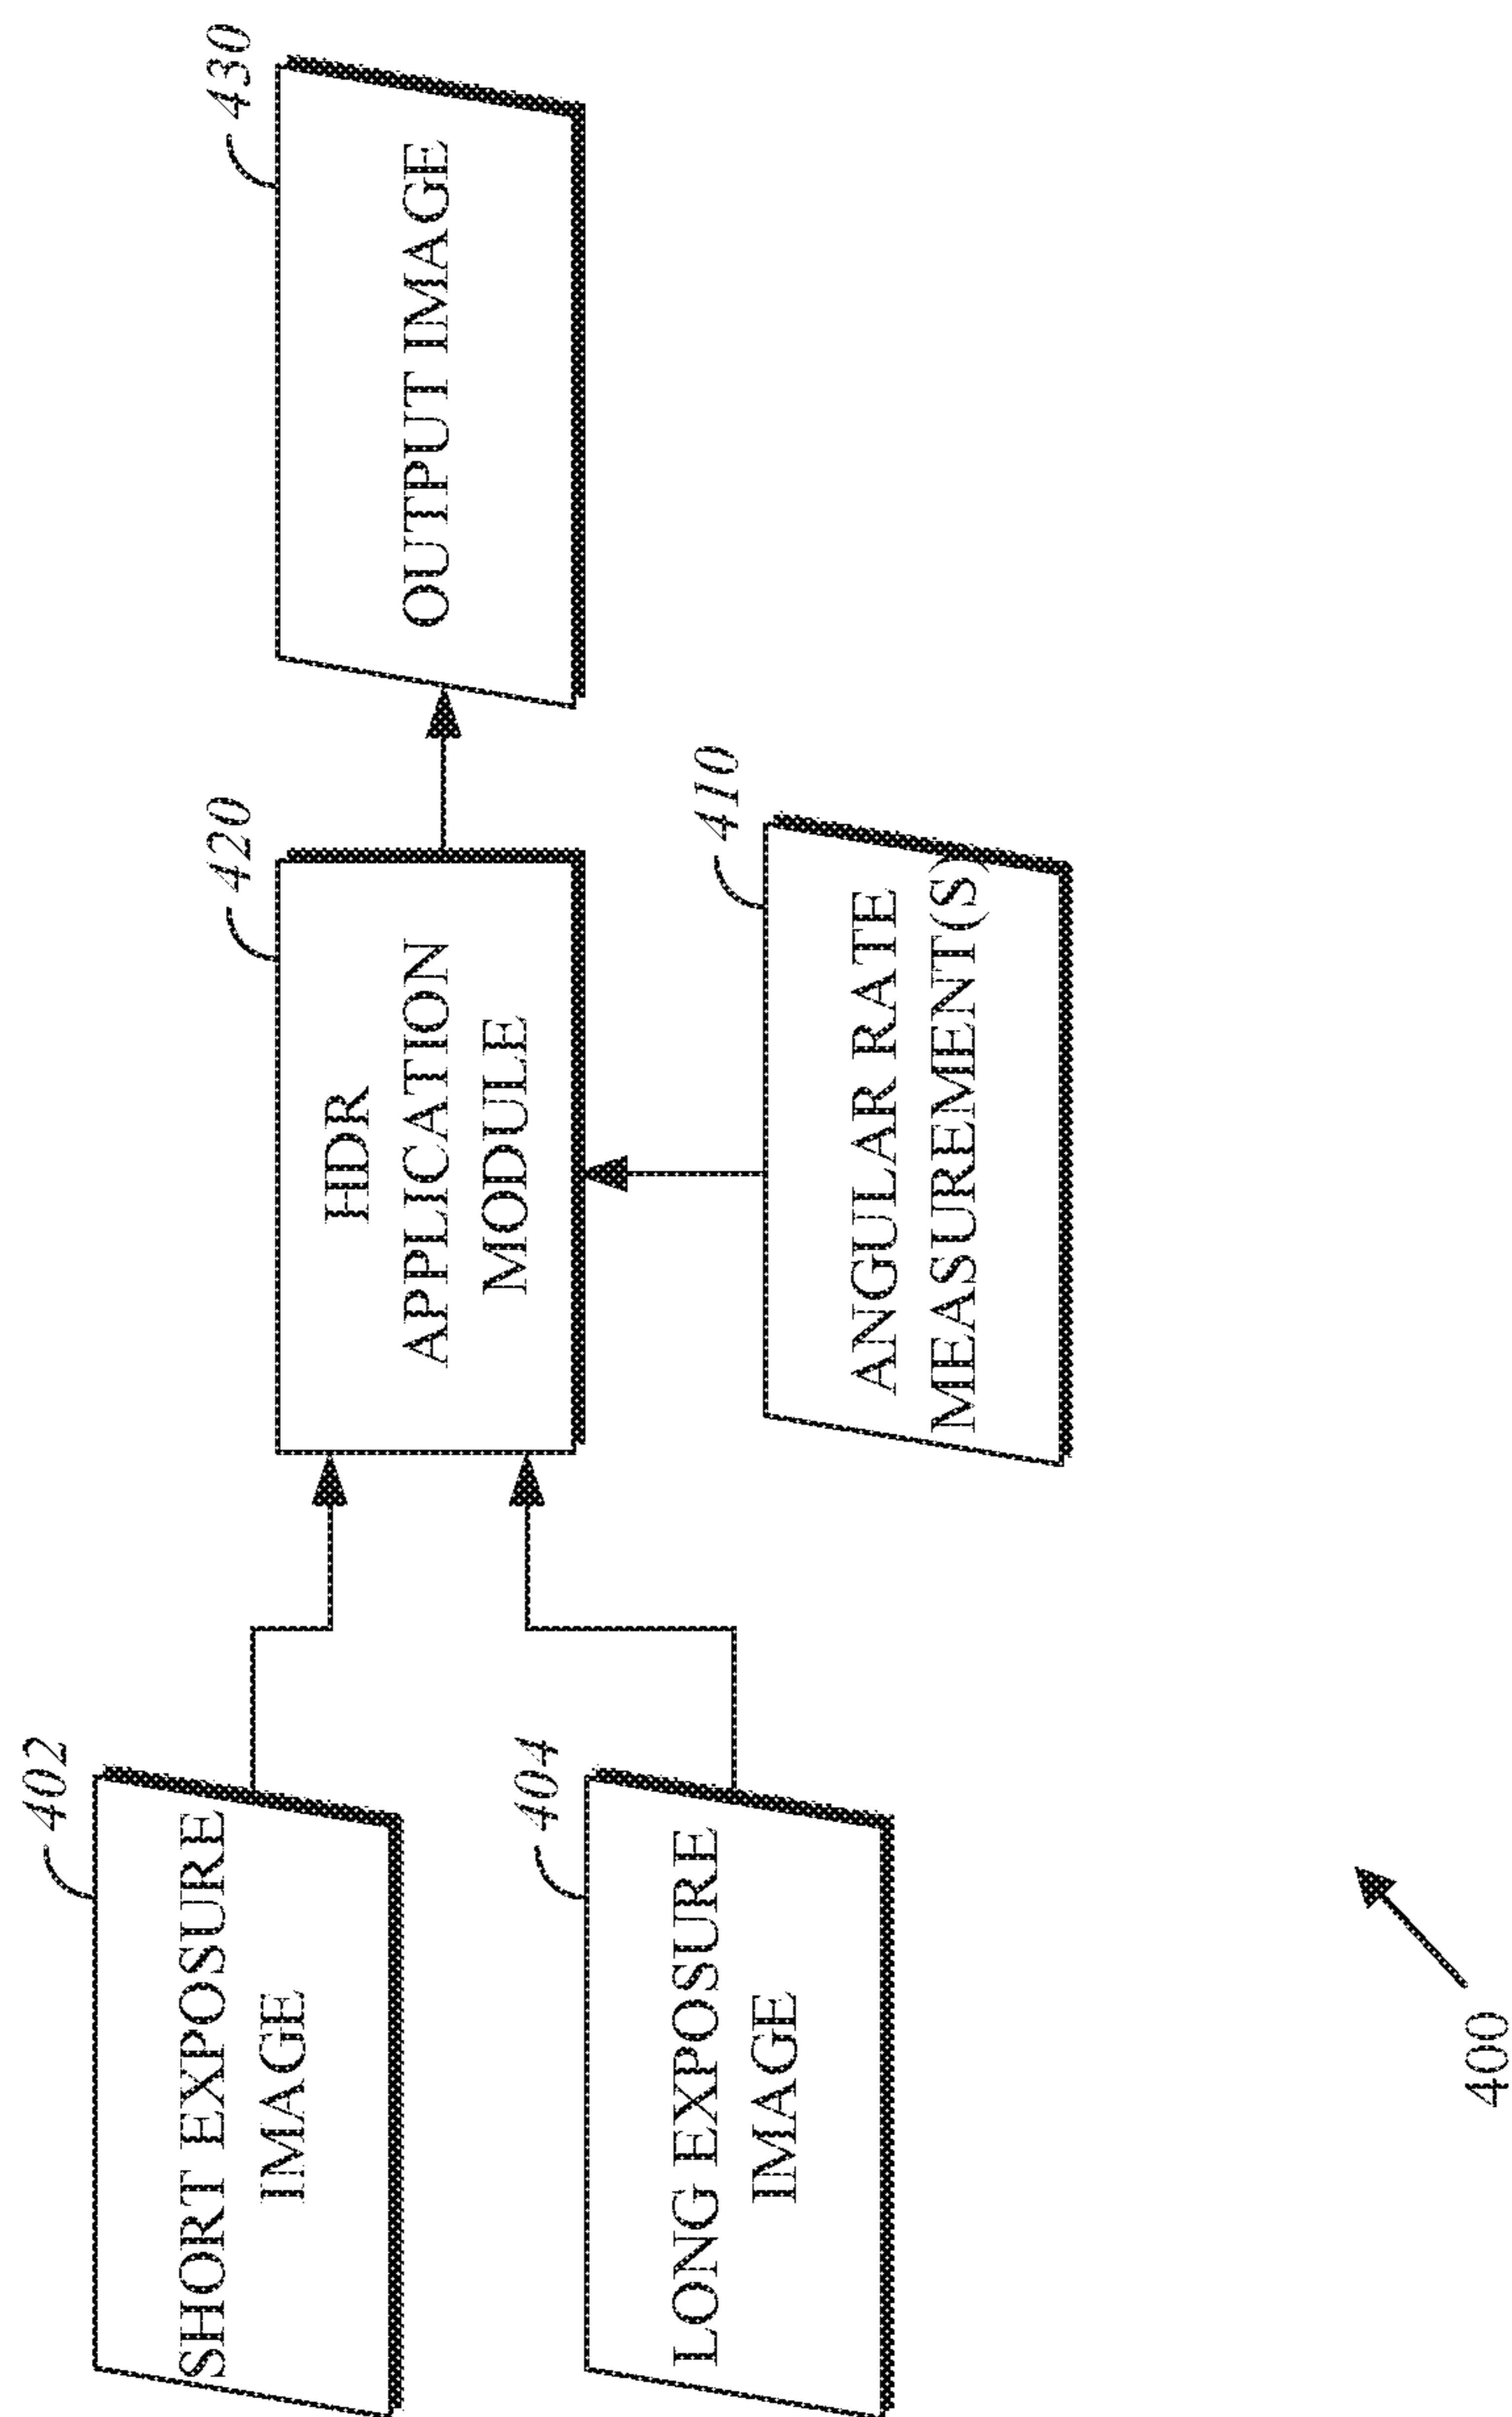 402
SHORT EXPOSURE
IMAGE
404
LONG EXPOSURE
IMAGE
420
HDR
APPLICATION
MODULE
410
ANGULAR RATE
MEASUREMENT(S)
430
OUTPUT IMAGE
400